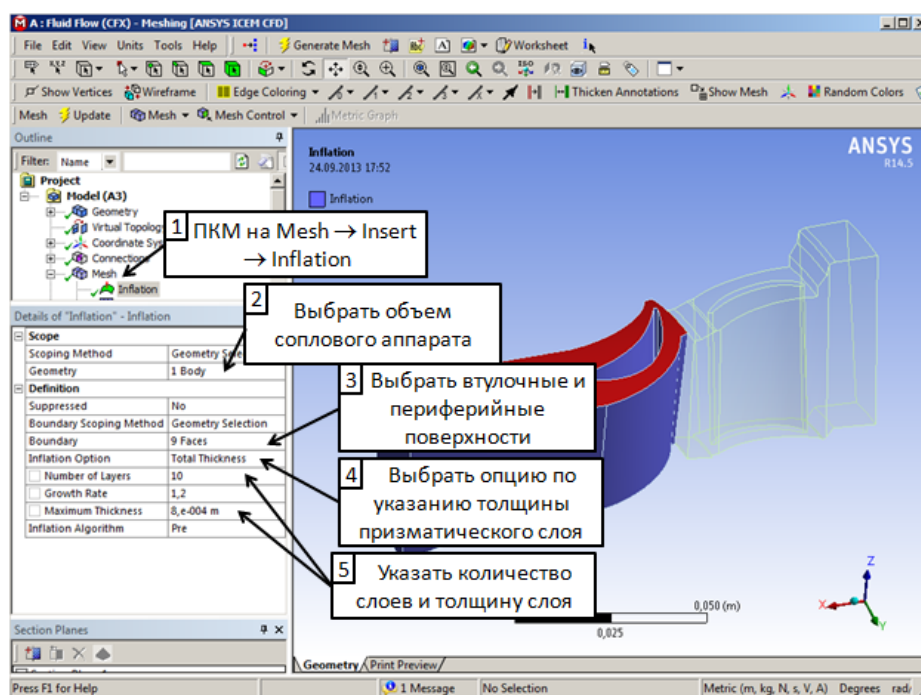 A : Fluid Flow (CFX) - Meshing [ANSYS ICEM CFD]
File Edit View Units Tools Help Generate Mesh A Worksheet
Show Vertices Wireframe Edge Coloring Thicken Annotations Show Mesh Random Colors
Mesh Update Mesh Mesh Control Metric Graph
Outline
Filter: Name
Project
Model (A3)
Geometry
Virtual Topology
Coordinate Sys
Connections
Mesh
Inflation
Inflation
24.09.2013 17:52
Inflation
ANSYS
R14.5
1 ПКМ на Mesh → Insert
→ Inflation
2 Выбрать объем
соплового аппарата
3 Выбрать втулочные и
периферийные
поверхности
4 Выбрать опцию по
указанию толщины
призматического слоя
5 Указать количество
слоев и толщину слоя
Details of "Inflation" - Inflation
Scope
Scoping Method Geometry Sele
Geometry 1 Body
Definition
Suppressed No
Boundary Scoping Method Geometry Selection
Boundary 9 Faces
Inflation Option Total Thickness
Number of Layers 10
Growth Rate 1,2
Maximum Thickness 8,e-004 m
Inflation Algorithm Pre
Z
X
Y
0,050 (m)
0,025
Section Planes
Geometry Print Preview
Press F1 for Help 1 Message No Selection Metric (m, kg, N, s, V, A) Degrees rad/